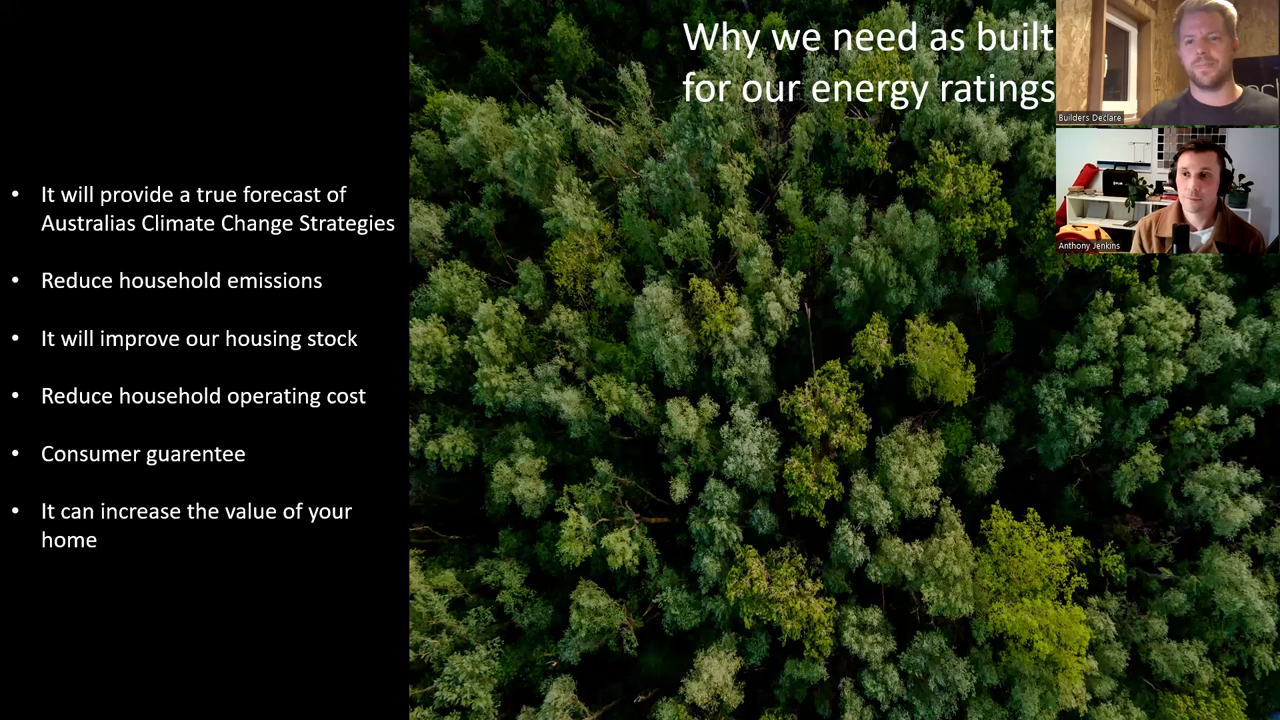 Why we need as built
for our energy ratings
• It will provide a true forecast of
Australias Climate Change Strategies
• Reduce household emissions
• It will improve our housing stock
• Reduce household operating cost
• Consumer guarentee
• It can increase the value of your
home
Builders Declare
Anthony Jenkins